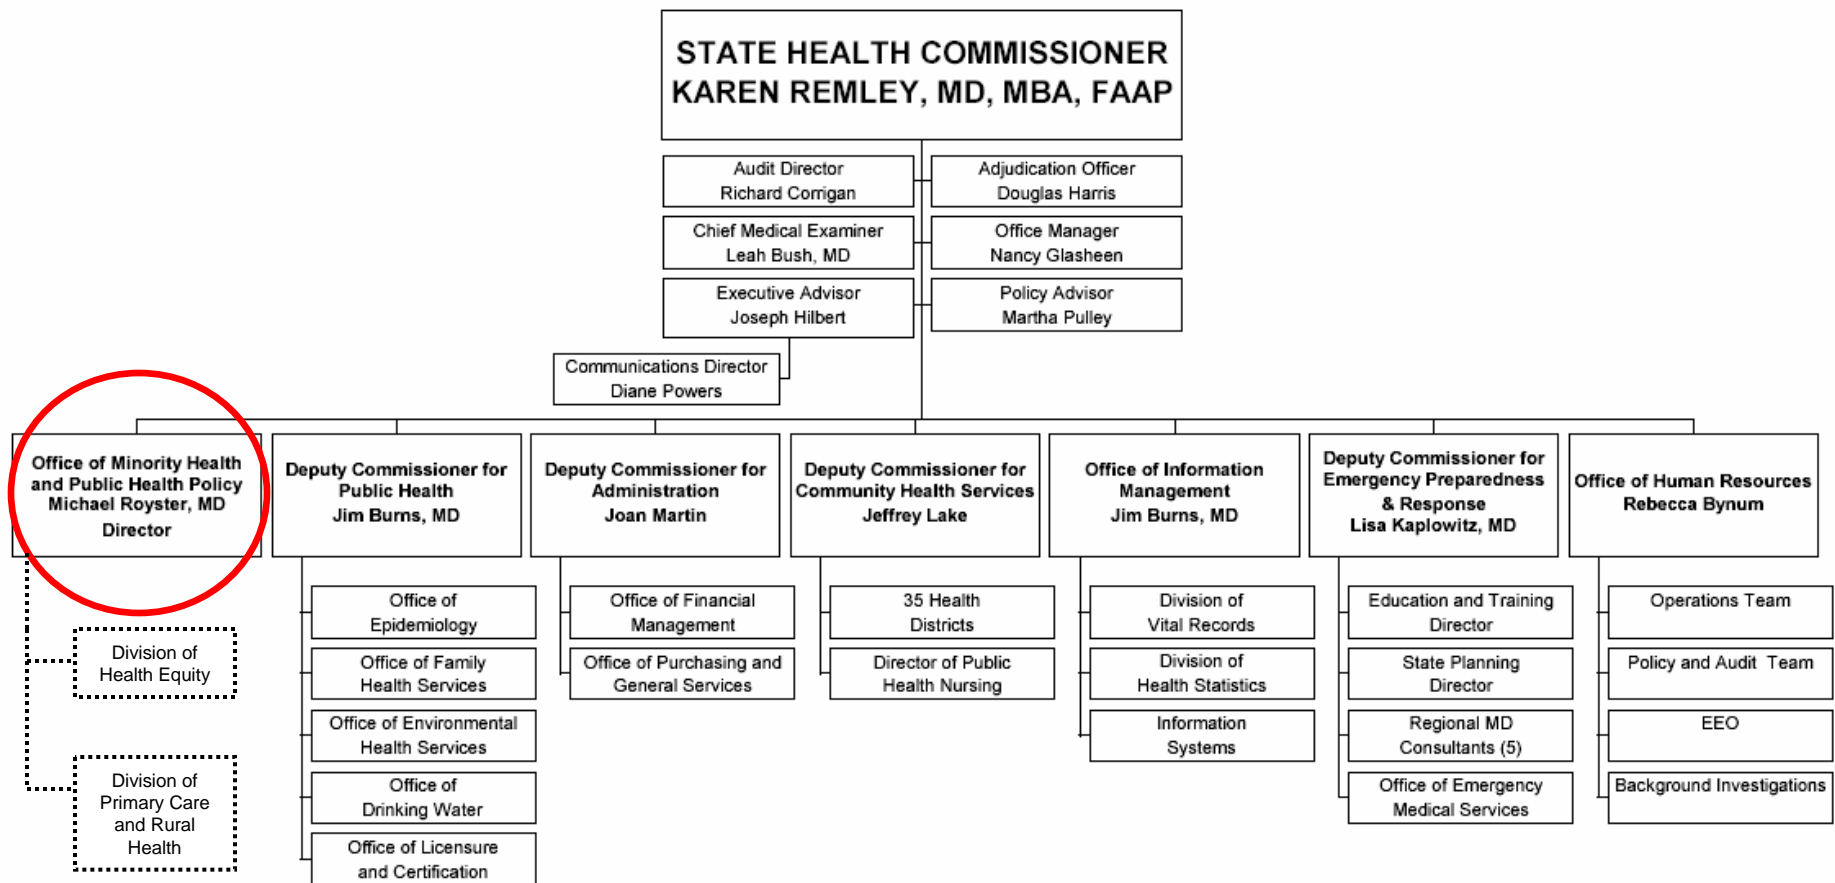 STATE HEALTH COMMISSIONER
KAREN REMLEY, MD, MBA, FAAP
Audit Director
Richard Corrigan
Adjudication Officer
Douglas Harris
Chief Medical Examiner
Leah Bush, MD
Office Manager
Nancy Glasheen
Executive Advisor
Joseph Hilbert
Policy Advisor
Martha Pulley
Communications Director
Diane Powers
Office of Minority Health
and Public Health Policy
Michael Royster, MD
Director
Deputy Commissioner for
Public Health
Jim Burns, MD
Deputy Commissioner for
Administration
Joan Martin
Deputy Commissioner for
Community Health Services
Jeffrey Lake
Office of Information
Management
Jim Burns, MD
Deputy Commissioner for
Emergency Preparedness
& Response
Lisa Kaplowitz, MD
Office of Human Resources
Rebecca Bynum
Division of
Health Equity
Division of
Primary Care
and Rural
Health
Office of
Epidemiology
Office of Family
Health Services
Office of Environmental
Health Services
Office of
Drinking Water
Office of Licensure
and Certification
Office of Financial
Management
Office of Purchasing and
General Services
35 Health
Districts
Director of Public
Health Nursing
Division of
Vital Records
Division of
Health Statistics
Information
Systems
Education and Training
Director
State Planning
Director
Regional MD
Consultants (5)
Office of Emergency
Medical Services
Operations Team
Policy and Audit Team
EEO
Background Investigations